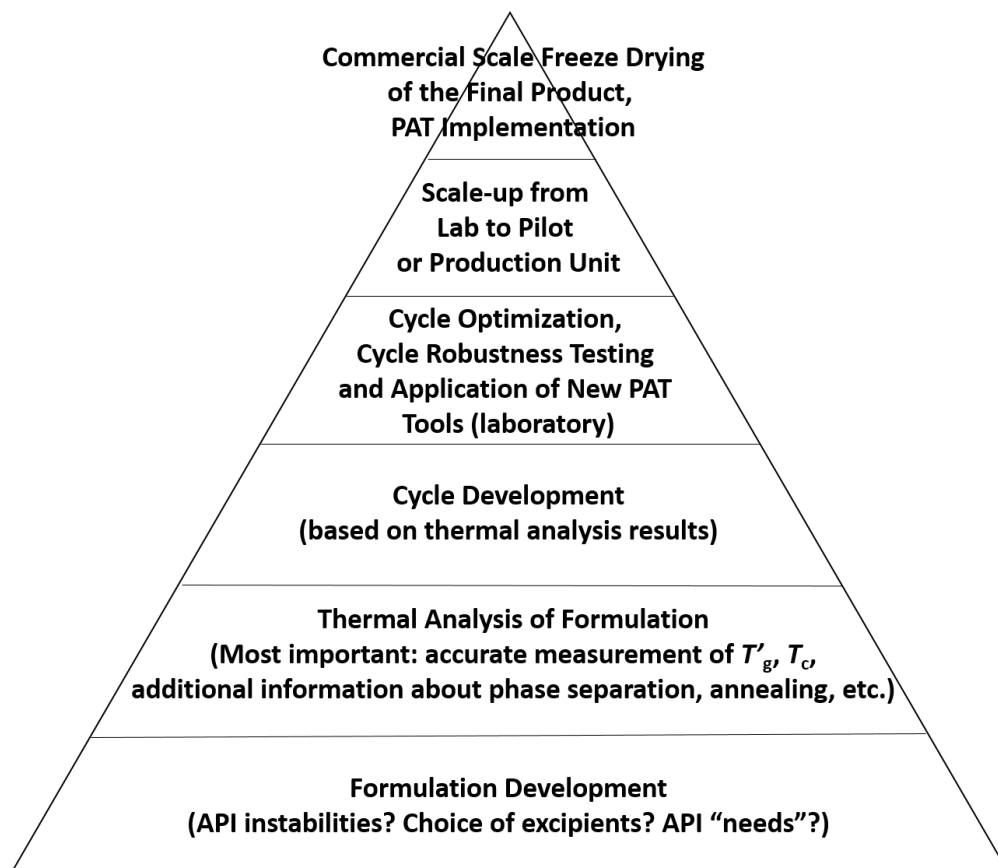 Commercial Scale Freeze Drying
of the Final Product,
PAT Implementation
Scale-up from
Lab to Pilot
or Production Unit
Cycle Optimization,
Cycle Robustness Testing
and Application of New PAT
Tools (laboratory)
Cycle Development
(based on thermal analysis results)
Thermal Analysis of Formulation
(Most important: accurate measurement of T′g, Tc,
additional information about phase separation, annealing, etc.)
Formulation Development
(API instabilities? Choice of excipients? API “needs”?)